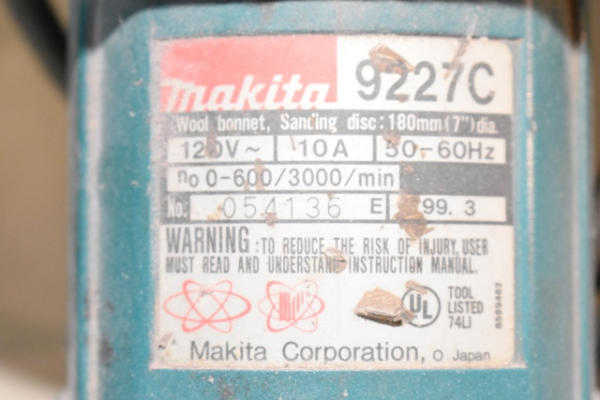 makita 9227C
Wool bonnet, Sanding disc:180mm(7")dia.
120V~ 10A 50-60Hz
no 0-600/3000/min
No. 054136 E 99. 3
WARNING :TO REDUCE THE RISK OF INJURY, USER
MUST READ AND UNDERSTAND INSTRUCTION MANUAL.
UL TOOL
LISTED
74LI
Makita Corporation, O Japan